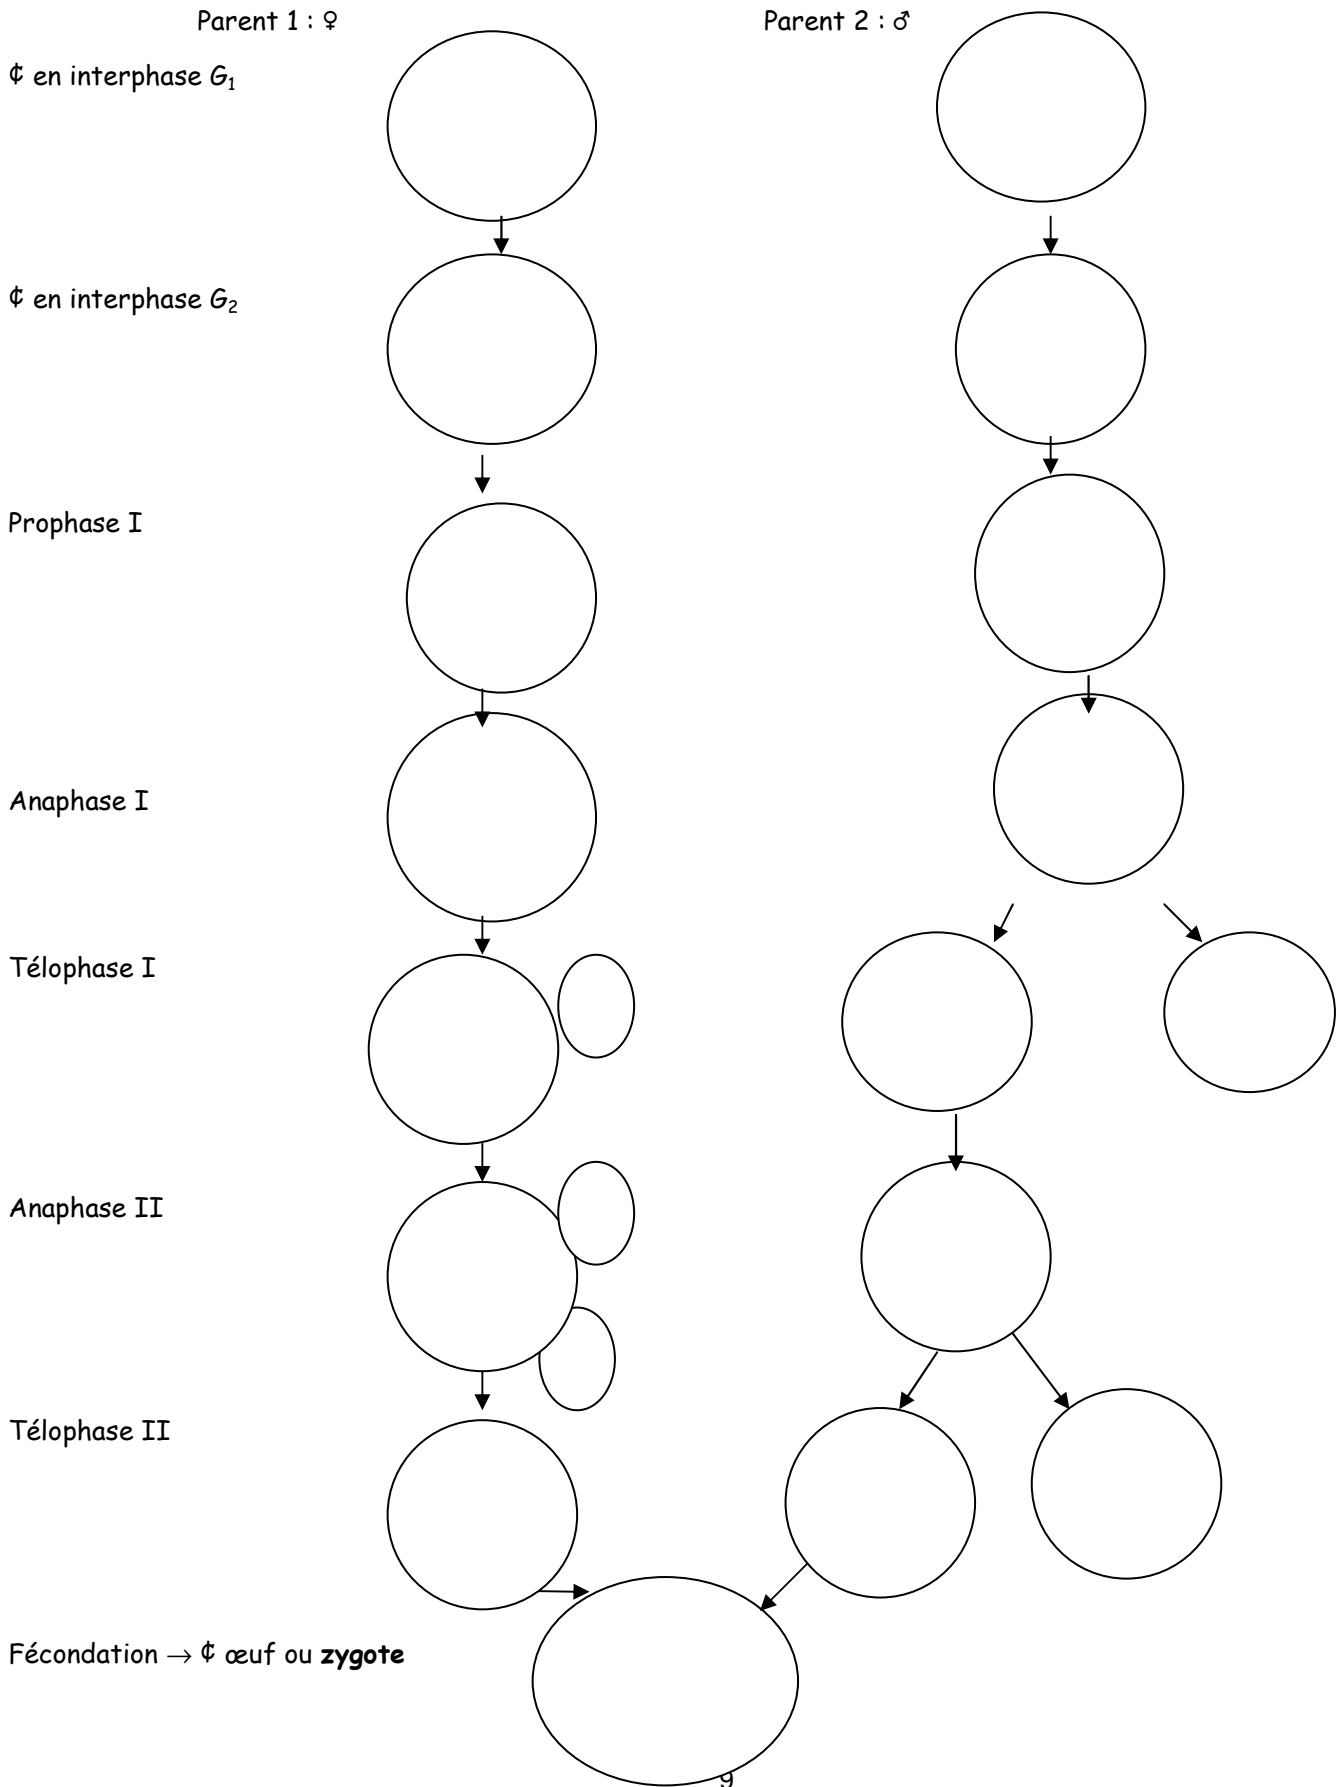 Parent 1 : ♀ Parent 2 : ♂
¢ en interphase G₁
¢ en interphase G₂
Prophase I
Anaphase I
Télophase I
Anaphase II
Télophase II
Fécondation → ¢ œuf ou zygote
9